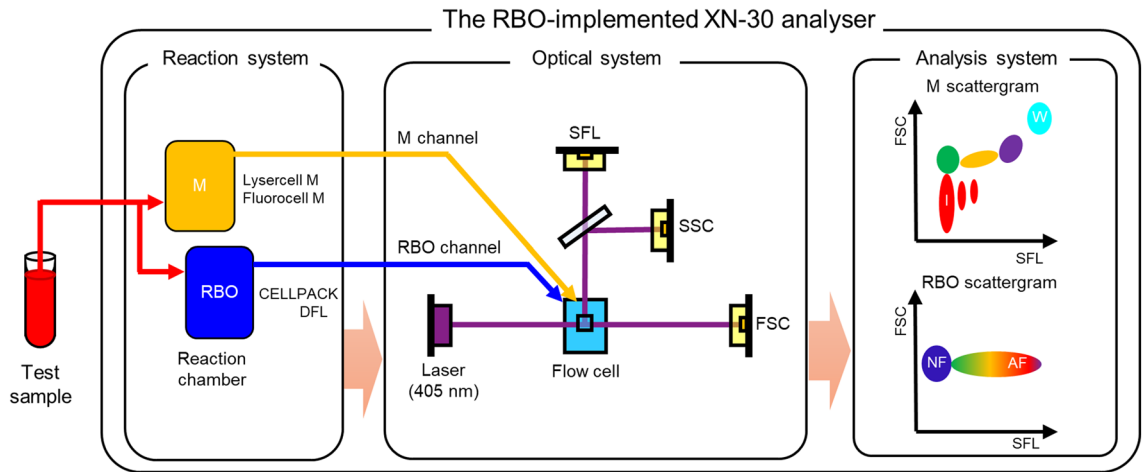 The RBO-implemented XN-30 analyser
Reaction system
Optical system
Analysis system
M scattergram
FSC
W
I
SFL
M channel
SFL
SSC
M
Lysercell M
Fluorocell M
RBO channel
RBO
CELLPACK
DFL
Reaction
chamber
Test
sample
Laser
(405 nm)
Flow cell
FSC
RBO scattergram
FSC
NF
AF
SFL